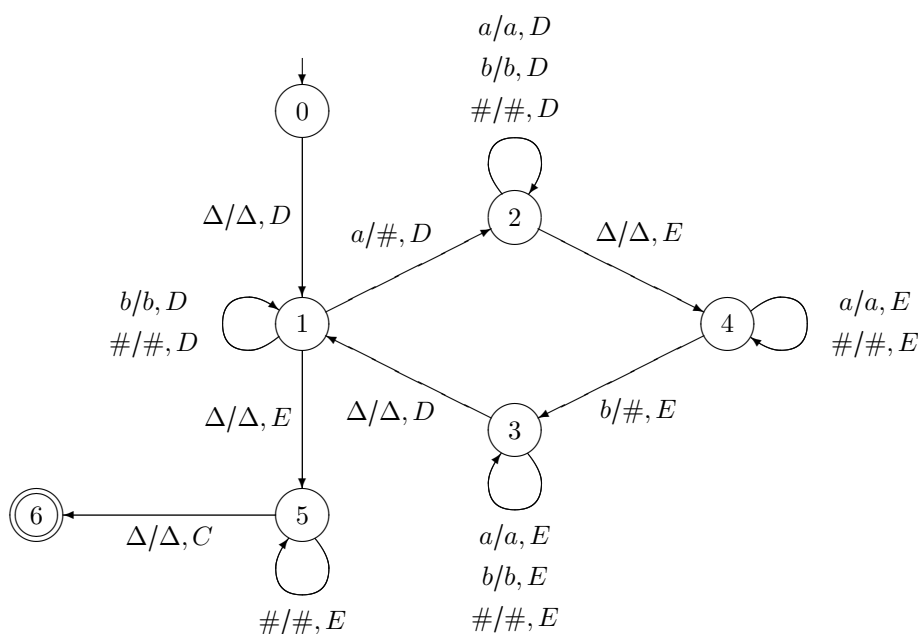 a/a, D
b/b, D
#/#, D
0
2
Δ/Δ, D
a/#, D
Δ/Δ, E
b/b, D
#/#, D
1
4
a/a, E
#/#, E
Δ/Δ, E
Δ/Δ, D
b/#, E
3
6
5
Δ/Δ, C
a/a, E
b/b, E
#/#, E
#/#, E